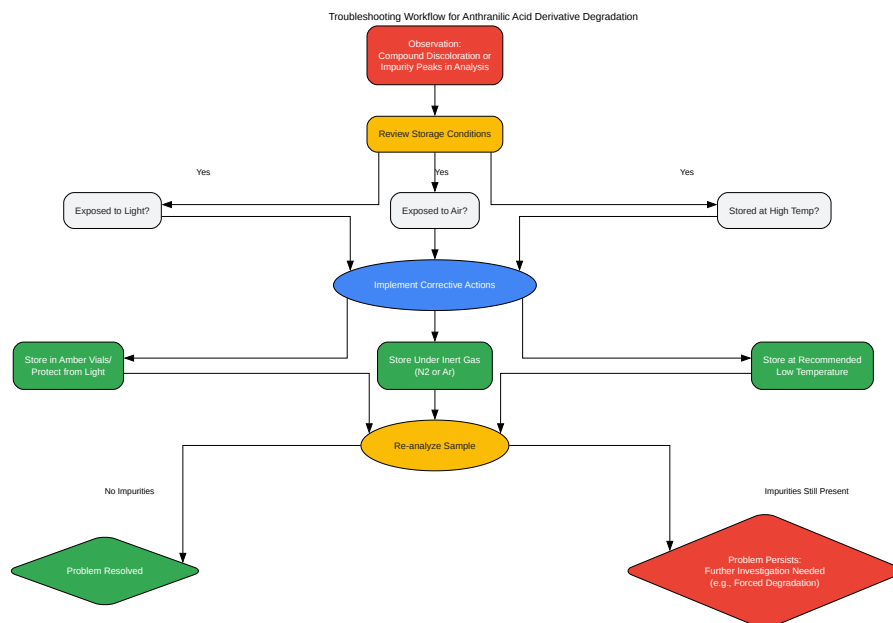 Troubleshooting Workflow for Anthranilic Acid Derivative Degradation
Observation:
Compound Discoloration or
Impurity Peaks in Analysis
Review Storage Conditions
Yes
Yes
Yes
Exposed to Light?
Exposed to Air?
Stored at High Temp?
Implement Corrective Actions
Store in Amber Vials/
Protect from Light
Store Under Inert Gas
(N2 or Ar)
Store at Recommended
Low Temperature
Re-analyze Sample
No Impurities
Impurities Still Present
Problem Resolved
Problem Persists:
Further Investigation Needed
(e.g., Forced Degradation)